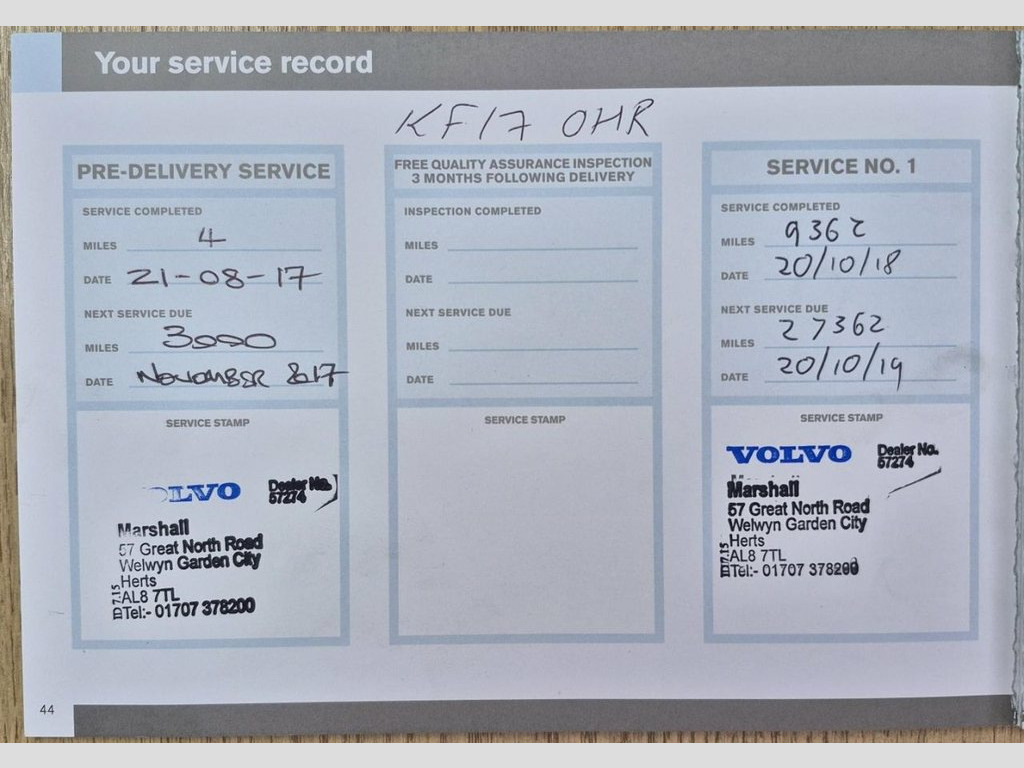 Your service record
KF17 OHR
PRE-DELIVERY SERVICE
SERVICE COMPLETED
MILES 4
DATE 21-08-17
NEXT SERVICE DUE
MILES 3000
DATE NOVEMBER 2017
SERVICE STAMP
OLVO Dealer No.
57274
Marshall
57 Great North Road
Welwyn Garden City
Herts
AL8 7TL
Tel:- 01707 378200
ID7.15
FREE QUALITY ASSURANCE INSPECTION
3 MONTHS FOLLOWING DELIVERY
INSPECTION COMPLETED
MILES
DATE
NEXT SERVICE DUE
MILES
DATE
SERVICE STAMP
SERVICE NO. 1
SERVICE COMPLETED
MILES 9362
DATE 20/10/18
NEXT SERVICE DUE
MILES 27362
DATE 20/10/19
SERVICE STAMP
VOLVO Dealer No.
57274
Marshall
57 Great North Road
Welwyn Garden City
Herts
AL8 7TL
Tel:- 01707 378200
ID7.15
44